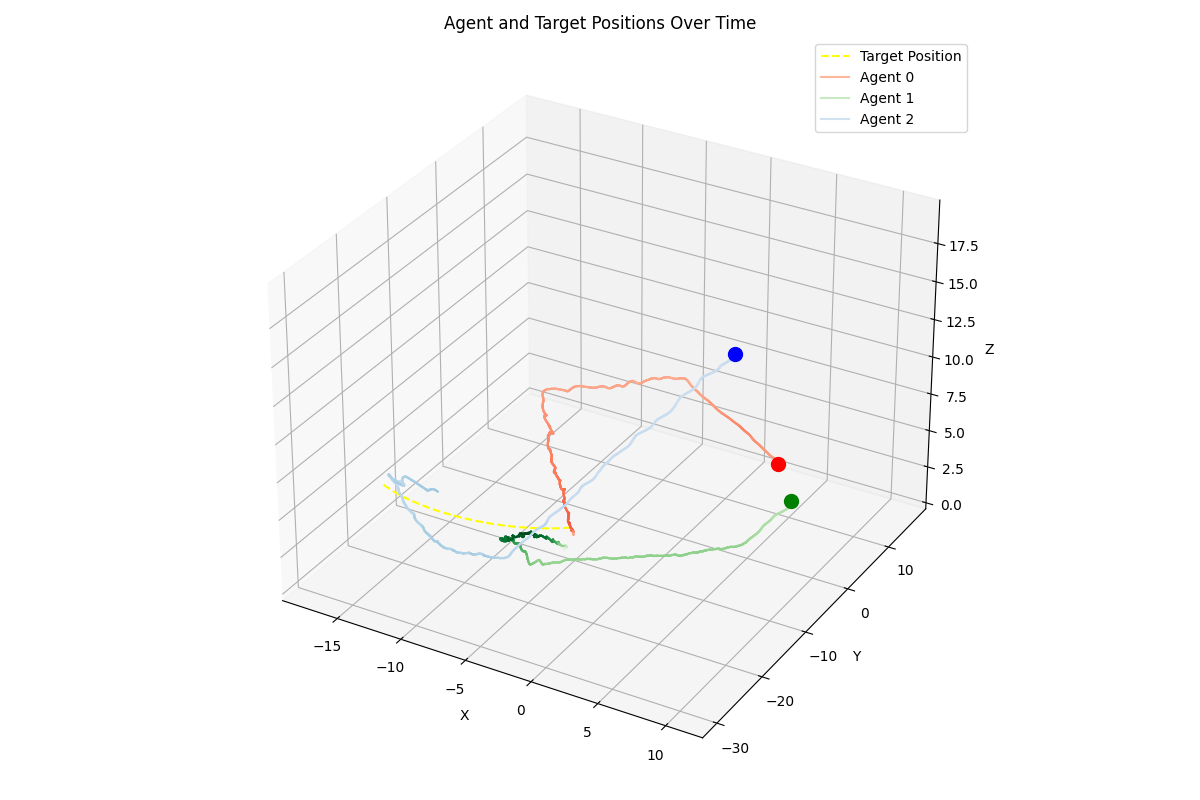 Agent and Target Positions Over Time
Target Position
Agent 0
Agent 1
Agent 2
17.5
15.0
12.5
10.0
7.5
5.0
2.5
0.0
Z
10
0
−10
−20
−30
Y
−15
−10
−5
0
5
10
X